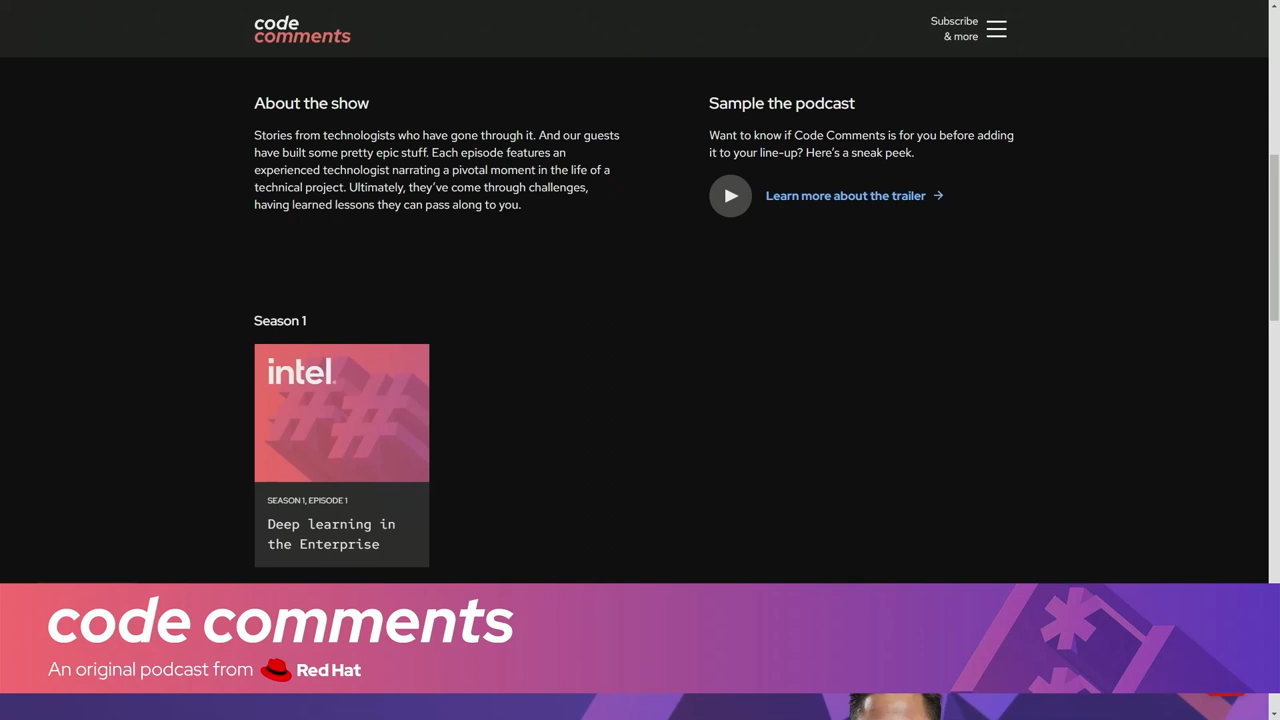 code
comments
Subscribe
& more
About the show
Stories from technologists who have gone through it. And our guests
have built some pretty epic stuff. Each episode features an
experienced technologist narrating a pivotal moment in the life of a
technical project. Ultimately, they’ve come through challenges,
having learned lessons they can pass along to you.
Sample the podcast
Want to know if Code Comments is for you before adding
it to your line-up? Here’s a sneak peek.
Learn more about the trailer →
Season 1
intel.
##
SEASON 1, EPISODE 1
Deep learning in
the Enterprise
code comments
An original podcast from Red Hat